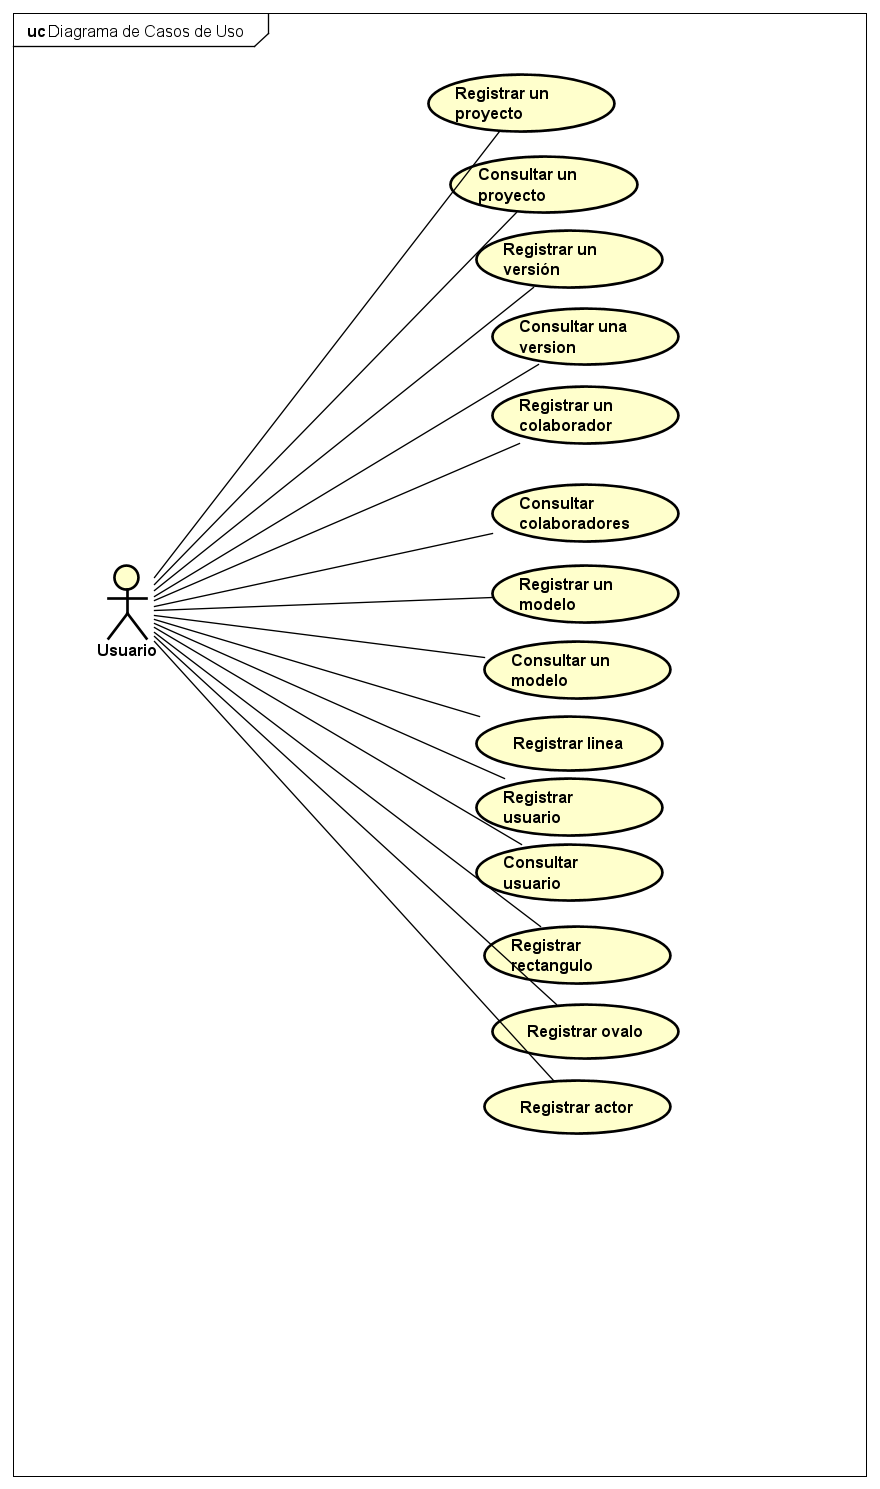 uc Diagrama de Casos de Uso
Registrar un
proyecto
Consultar un
proyecto
Registrar un
versión
Consultar una
version
Registrar un
colaborador
Consultar
colaboradores
Registrar un
modelo
Usuario
Consultar un
modelo
Registrar linea
Registrar
usuario
Consultar
usuario
Registrar
rectangulo
Registrar ovalo
Registrar actor